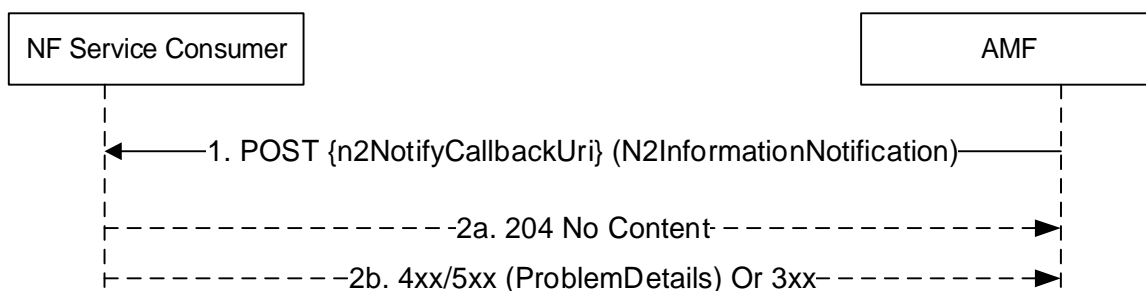 NF Service Consumer
AMF
1. POST {n2NotifyCallbackUri} (N2InformationNotification)
2a. 204 No Content
2b. 4xx/5xx (ProblemDetails) Or 3xx